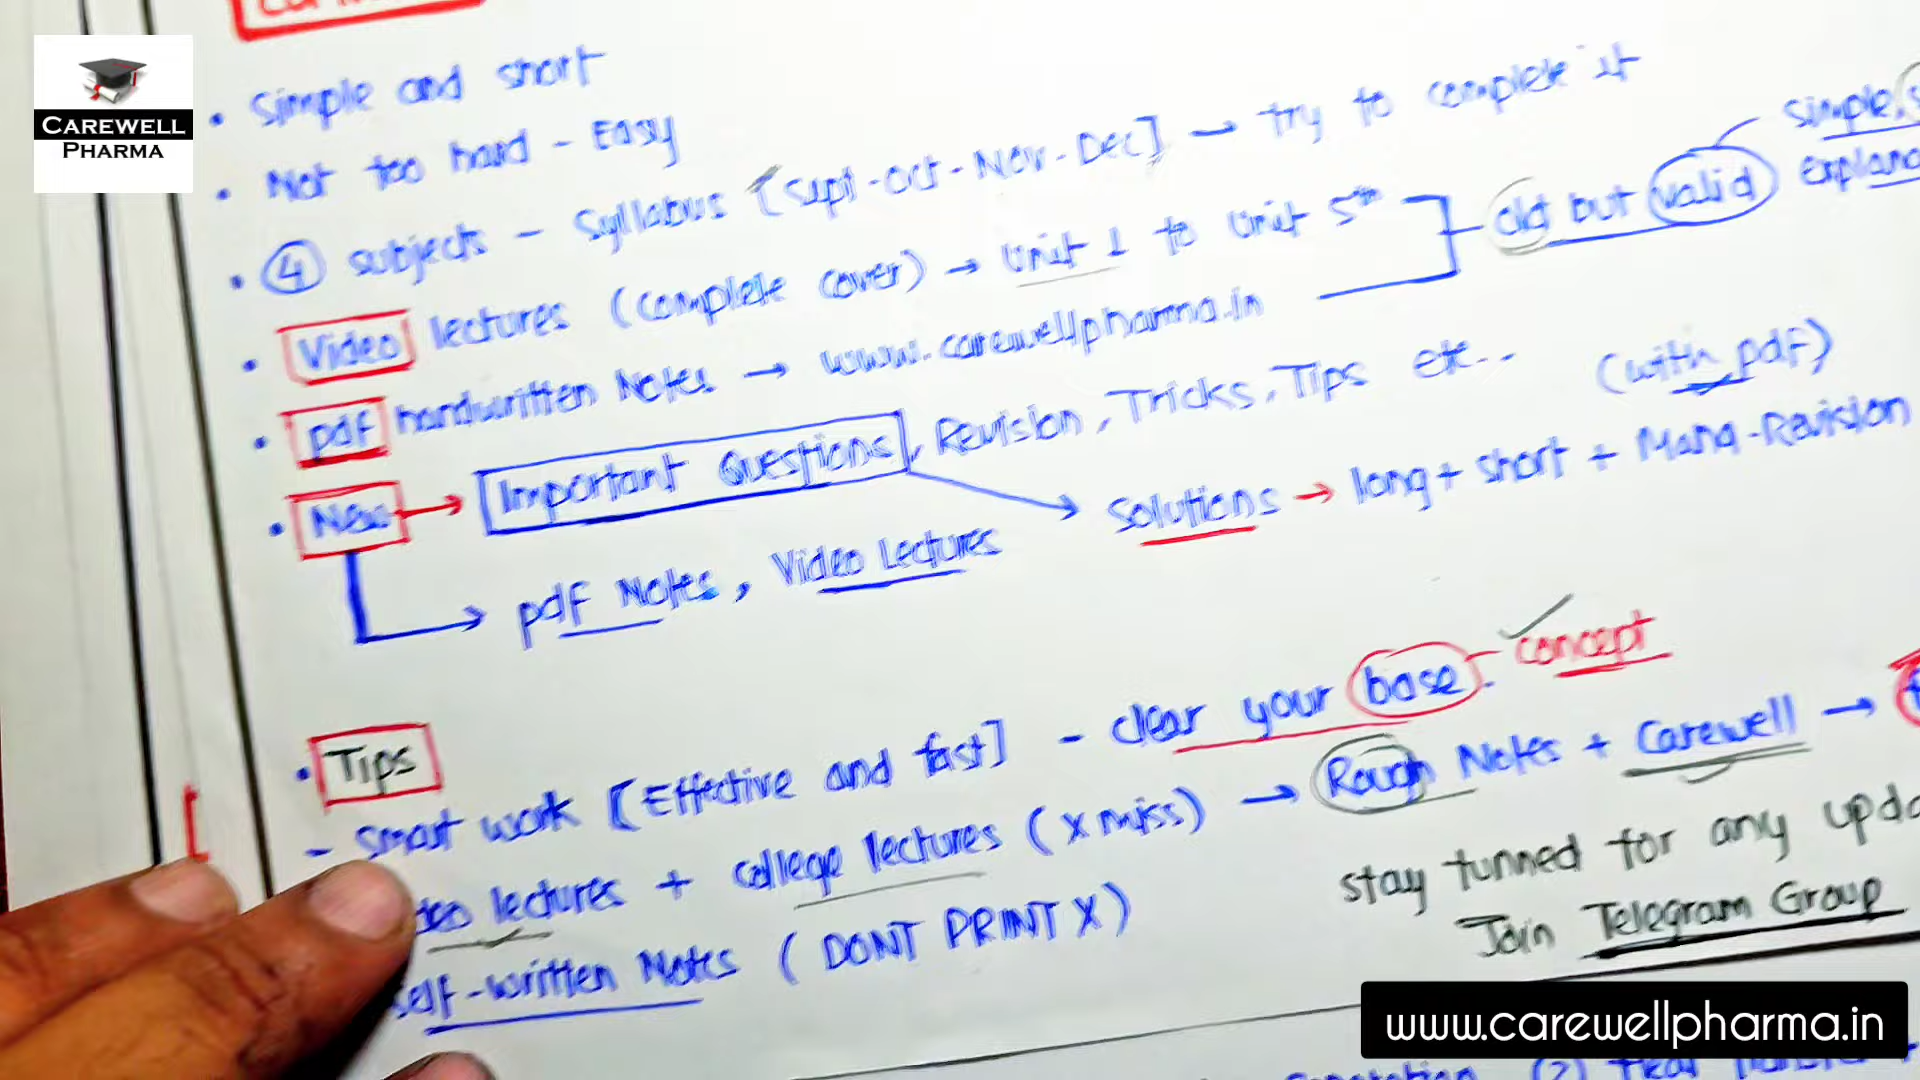 CAREWELL
PHARMA
• Simple and short
• Not too hard - Easy
• 4 subjects - Syllabus [Sept-Oct-Nov-Dec] → try to complete it
• Video lectures (complete cover) → Unit 1 to Unit 5th
old but valid
Simple,
• pdf handwritten Notes → www.carewellpharma.in
• New → Important Questions, Revision, Tricks, Tips etc.. (with pdf)
Solutions → long + short + Mana-Revision
→ pdf Notes, Video Lectures
• Tips
- Smart work [Effective and fast] - clear your base. - concept
lectures + college lectures (X miss) → Rough Notes + Carewell →
self-written Notes (DONT PRINT X)
stay tunned for any
Join Telegram Group
www.carewellpharma.in